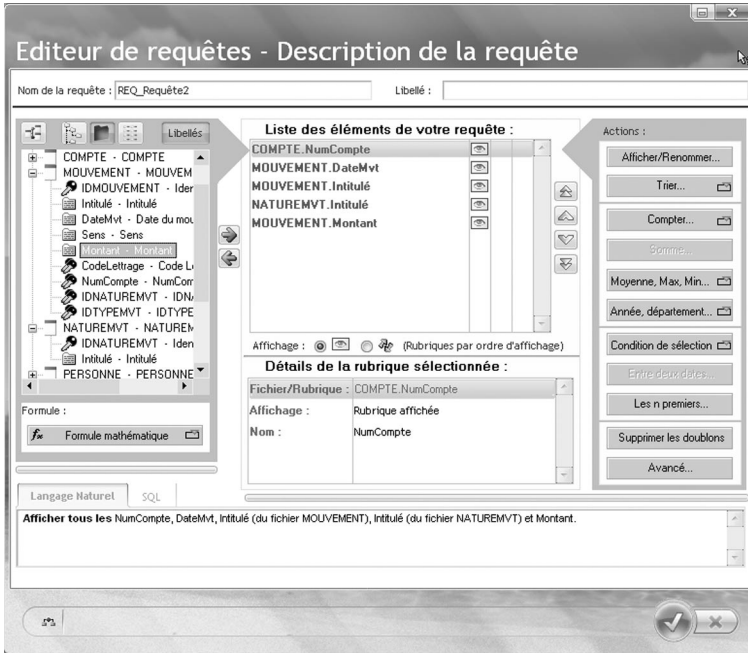 Editeur de requêtes - Description de la requête
Nom de la requête : REQ_Requête2
Libellé :
Libellés
COMPTE - COMPTE
MOUVEMENT - MOUVEM
IDMOUVEMENT - Iden
Intitulé - Intitulé
DateMvt - Date du mou
Sens - Sens
Montant - Montant
CodeLettrage - Code L
NumCompte - NumCom
IDNATUREMVT - IDN
IDTYPEMVT - IDTYPE
NATUREMVT - NATUREM
IDNATUREMVT - Iden
Intitulé - Intitulé
PERSONNE - PERSONNE
Formule :
Formule mathématique
Liste des éléments de votre requête :
COMPTE.NumCompte
MOUVEMENT.DateMvt
MOUVEMENT.Intitulé
NATUREMVT.Intitulé
MOUVEMENT.Montant
Affichage : (Rubriques par ordre d'affichage)
Détails de la rubrique sélectionnée :
Fichier/Rubrique : COMPTE.NumCompte
Affichage : Rubrique affichée
Nom : NumCompte
Actions :
Afficher/Renommer...
Trier...
Compter...
Somme...
Moyenne, Max, Min...
Année, département...
Condition de sélection
Entre deux dates...
Les n premiers...
Supprimer les doublons
Avancé...
Langage Naturel
SQL
Afficher tous les NumCompte, DateMvt, Intitulé (du fichier MOUVEMENT), Intitulé (du fichier NATUREMVT) et Montant.